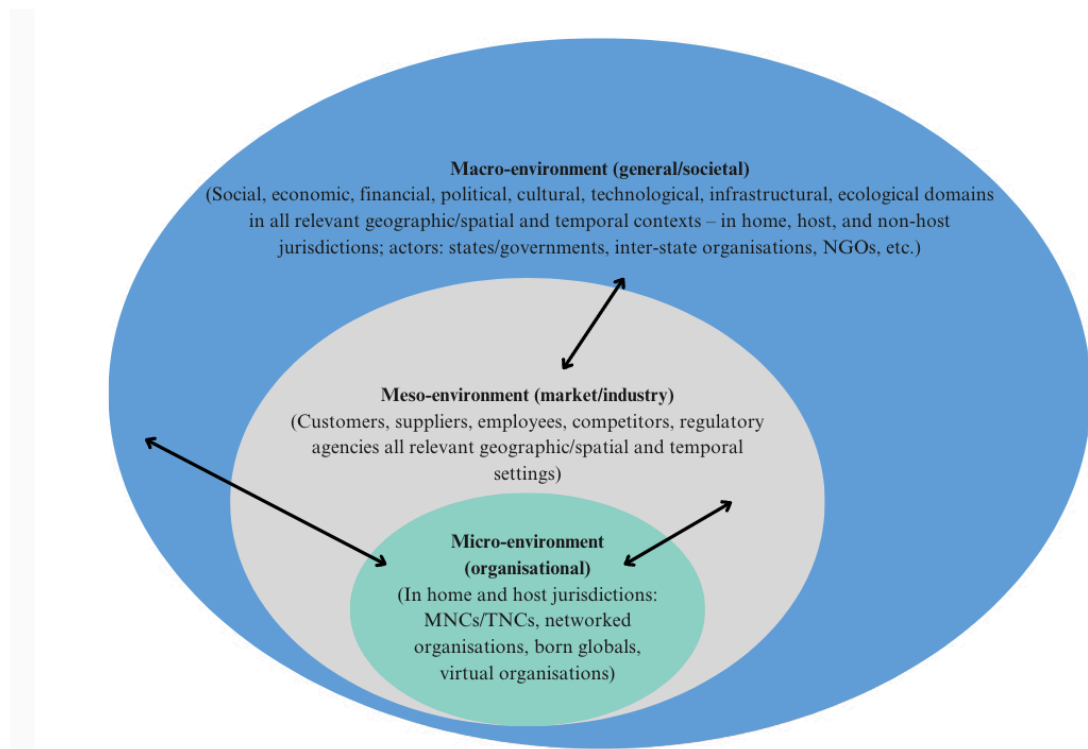 Macro-environment (general/societal)
(Social, economic, financial, political, cultural, technological, infrastructural, ecological domains
in all relevant geographic/spatial and temporal contexts – in home, host, and non-host
jurisdictions; actors: states/governments, inter-state organisations, NGOs, etc.)
Meso-environment (market/industry)
(Customers, suppliers, employees, competitors, regulatory
agencies all relevant geographic/spatial and temporal
settings)
Micro-environment
(organisational)
(In home and host jurisdictions:
MNCs/TNCs, networked
organisations, born globals,
virtual organisations)